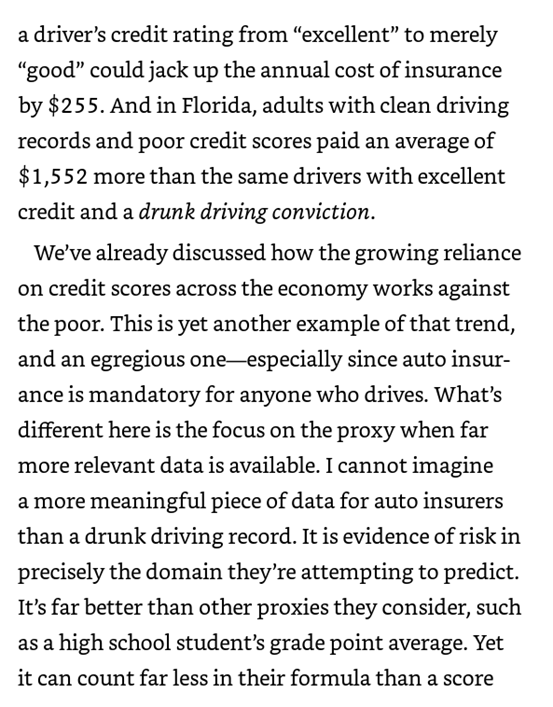 a driver’s credit rating from “excellent” to merely
“good” could jack up the annual cost of insurance
by $255. And in Florida, adults with clean driving
records and poor credit scores paid an average of
$1,552 more than the same drivers with excellent
credit and a drunk driving conviction.
We’ve already discussed how the growing reliance
on credit scores across the economy works against
the poor. This is yet another example of that trend,
and an egregious one—especially since auto insur-
ance is mandatory for anyone who drives. What’s
different here is the focus on the proxy when far
more relevant data is available. I cannot imagine
a more meaningful piece of data for auto insurers
than a drunk driving record. It is evidence of risk in
precisely the domain they’re attempting to predict.
It’s far better than other proxies they consider, such
as a high school student’s grade point average. Yet
it can count far less in their formula than a score